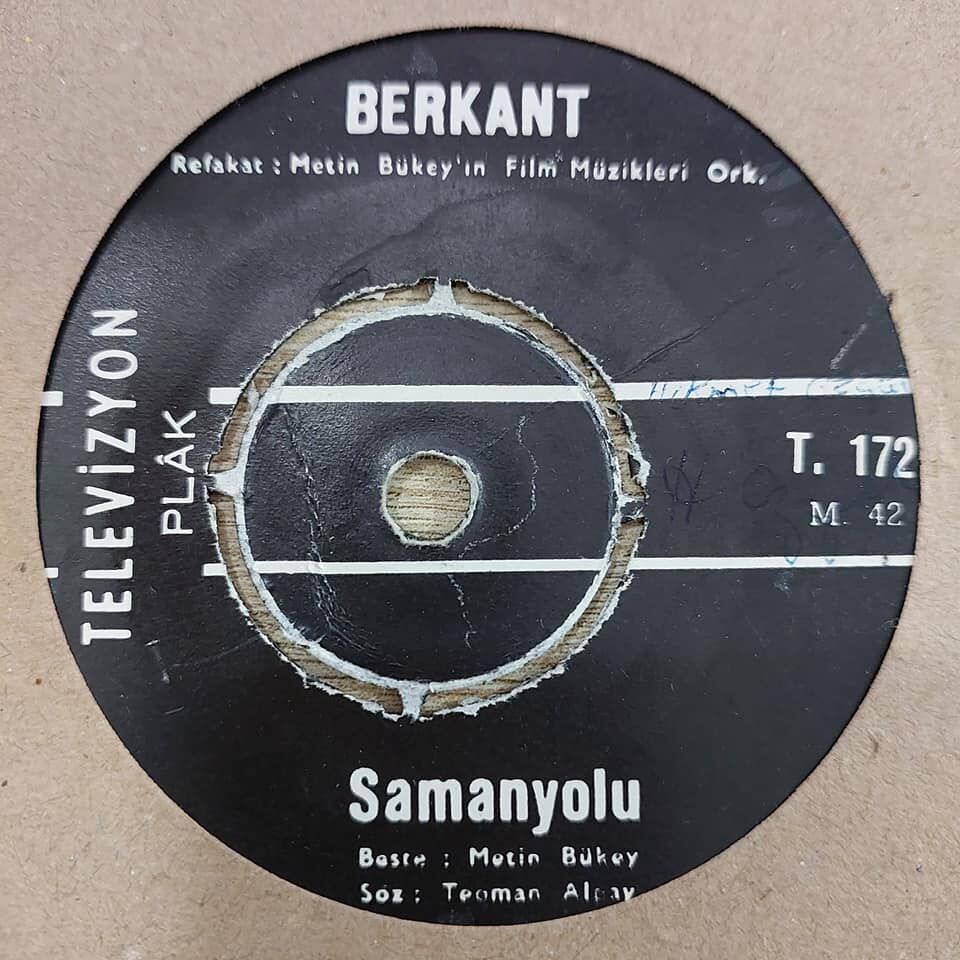 BERKANT
Refakat : Metin Bükey'in Film Müzikleri Ork.
TELEVİZYON
PLÂK
Hikmet
T. 172
M. 42
Samanyolu
Beste : Metin Bükey
Söz : Teoman Alpay